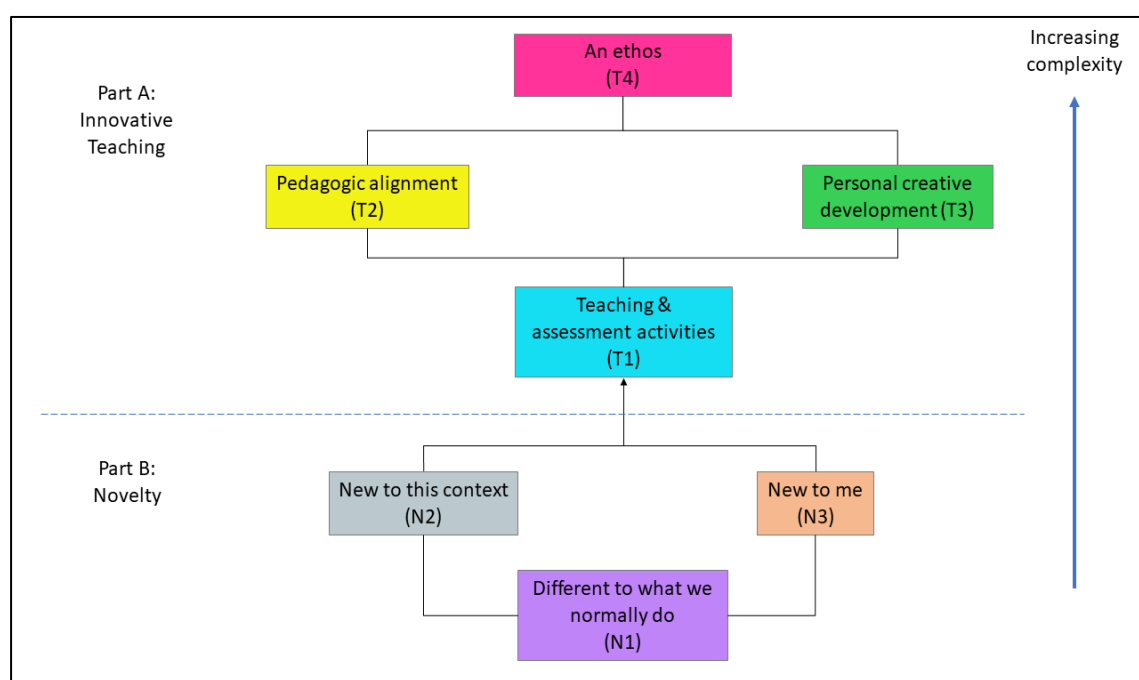 An ethos
(T4)
Increasing
complexity
Part A:
Innovative
Teaching
Pedagogic alignment
(T2)
Personal creative
development (T3)
Teaching &
assessment activities
(T1)
Part B:
Novelty
New to this context
(N2)
New to me
(N3)
Different to what we
normally do
(N1)